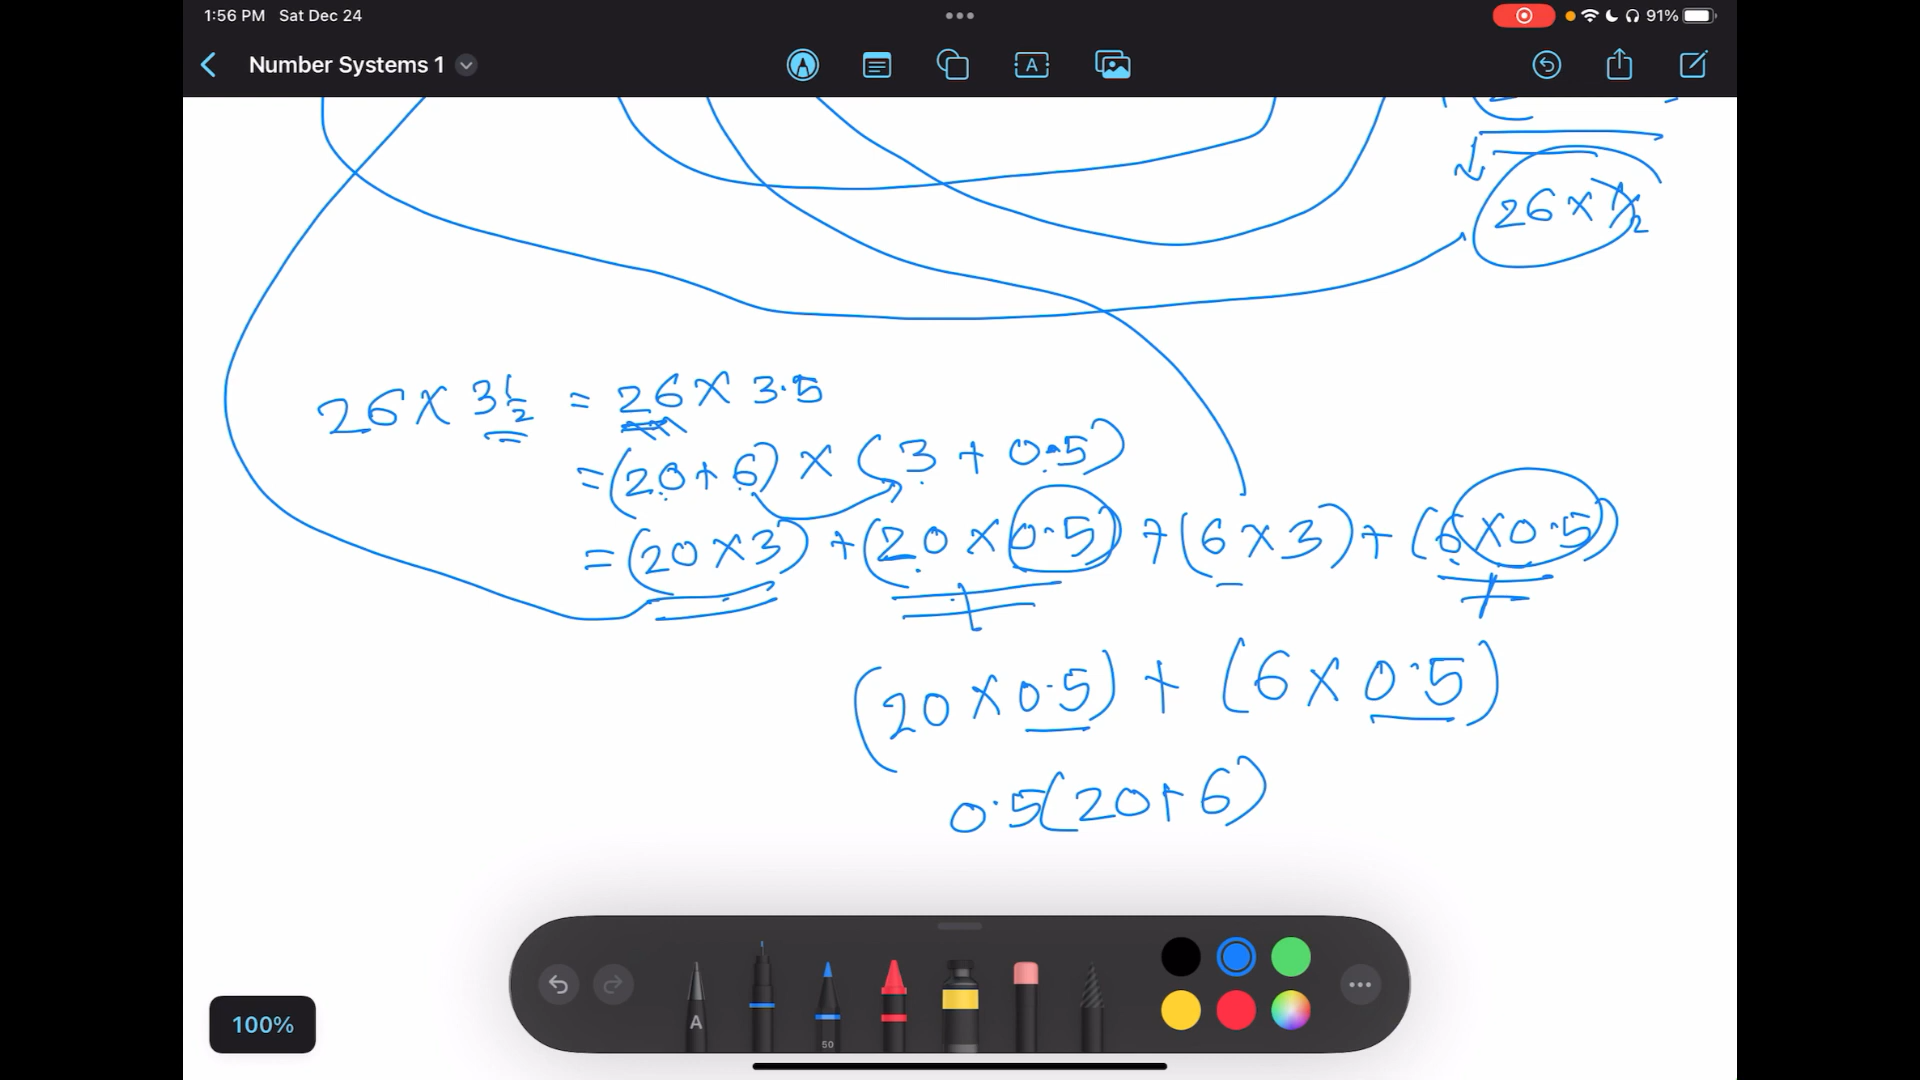 1:56 PM Sat Dec 24
91%
Number Systems 1
A
26 × 1/2
26 × 3 1/2 = 26 × 3.5
= (20 + 6) × (3 + 0.5)
= (20 × 3) + (20 × 0.5) + (6 × 3) + (6 × 0.5)
(20 × 0.5) + (6 × 0.5)
0.5(20 + 6)
A
50
100%